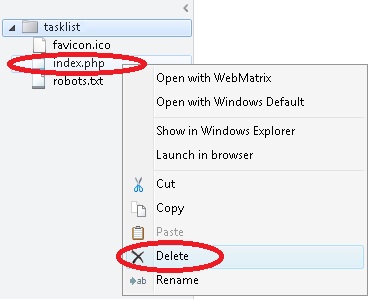 tasklist
favicon.ico
index.php
robots.txt
Open with WebMatrix
Open with Windows Default
Show in Windows Explorer
Launch in browser
Cut
Copy
Paste
Delete
Rename